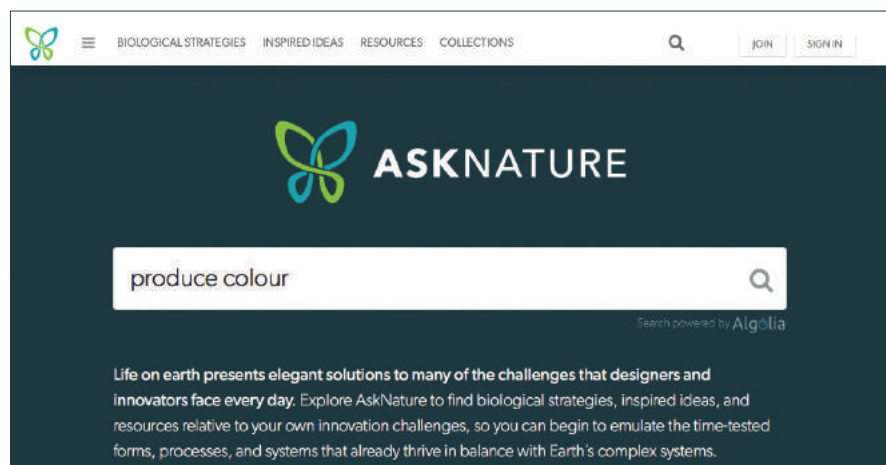 BIOLOGICAL STRATEGIES INSPIRED IDEAS RESOURCES COLLECTIONS JOIN SIGN IN
ASKNATURE
produce colour
Search powered by Algolia
Life on earth presents elegant solutions to many of the challenges that designers and
innovators face every day. Explore AskNature to find biological strategies, inspired ideas, and
resources relative to your own innovation challenges, so you can begin to emulate the time-tested
forms, processes, and systems that already thrive in balance with Earth's complex systems.